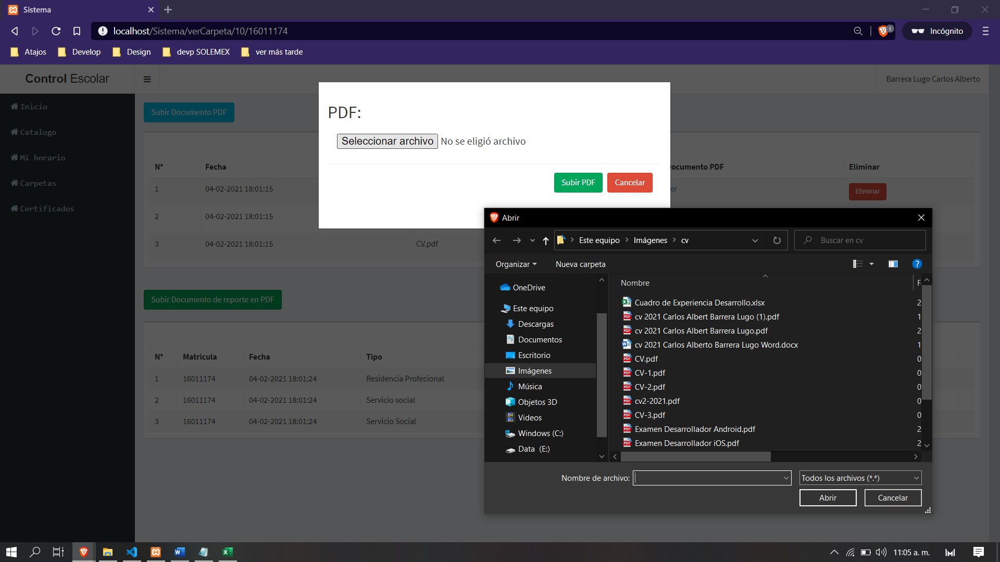 Sistema
localhost/Sistema/verCarpeta/10/16011174
1
Incógnito
Atajos
Develop
Design
devp SOLEMEX
ver más tarde
Control Escolar
Barrera Lugo Carlos Alberto
Inicio
Catalogo
Mi horario
Carpetas
Certificados
Subir Documento PDF
N° Fecha ocumento PDF Eliminar
1 04-02-2021 18:01:15 er Eliminar
2 04-02-2021 18:01:15
3 04-02-2021 18:01:15 CV.pdf
Subir Documento de reporte en PDF
N° Matricula Fecha Tipo
1 16011174 04-02-2021 18:01:24 Residencia Profecional
2 16011174 04-02-2021 18:01:24 Servicio social
3 16011174 04-02-2021 18:01:24 Servicio Social
PDF:
Seleccionar archivo No se eligió archivo
Subir PDF Cancelar
Abrir
Este equipo Imágenes cv
Buscar en cv
Organizar Nueva carpeta
?
OneDrive
Este equipo
Descargas
Documentos
Escritorio
Imágenes
Música
Objetos 3D
Videos
Windows (C:)
Data (E:)
Nombre F
Cuadro de Experiencia Desarrollo.xlsx 2
cv 2021 Carlos Albert Barrera Lugo (1).pdf 1
cv 2021 Carlos Albert Barrera Lugo.pdf 2
cv 2021 Carlos Alberto Barrera Lugo Word.docx 1
CV.pdf 0
CV-1.pdf 0
CV-2.pdf 0
cv2-2021.pdf 0
CV-3.pdf 0
Examen Desarrollador Android.pdf 2
Examen Desarrollador iOS.pdf 2
Nombre de archivo:
Todos los archivos (*.*)
Abrir Cancelar
11:05 a. m.